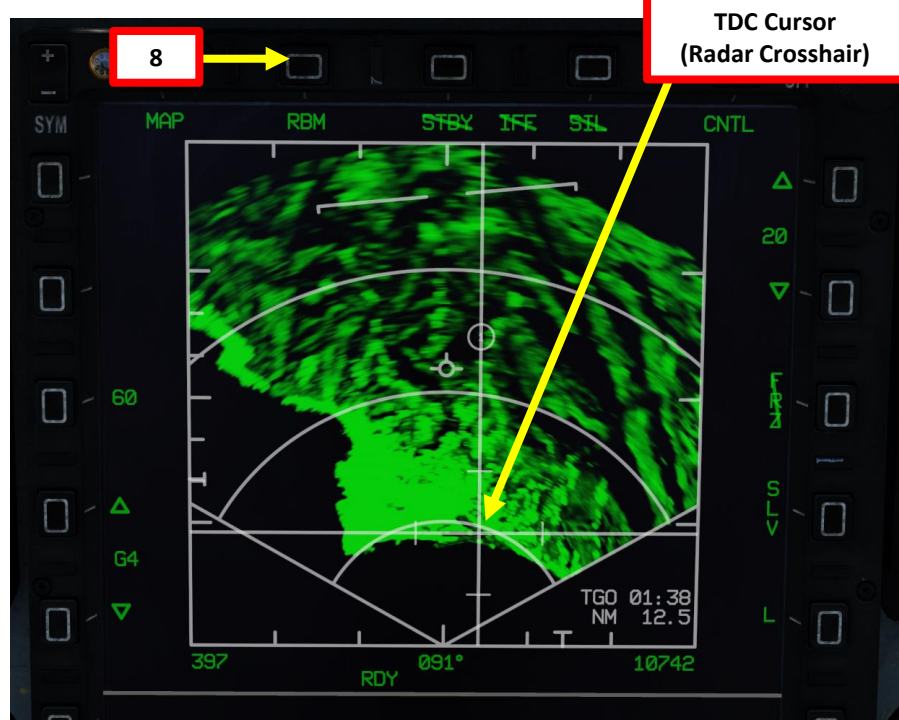 TDC Cursor
(Radar Crosshair)
8
SYM
MAP RBM STBY IFF SIL CNTL
20
60
FRZ
SLV
G4
TGO 01:38
NM 12.5
L
397 091° 10742
RDY